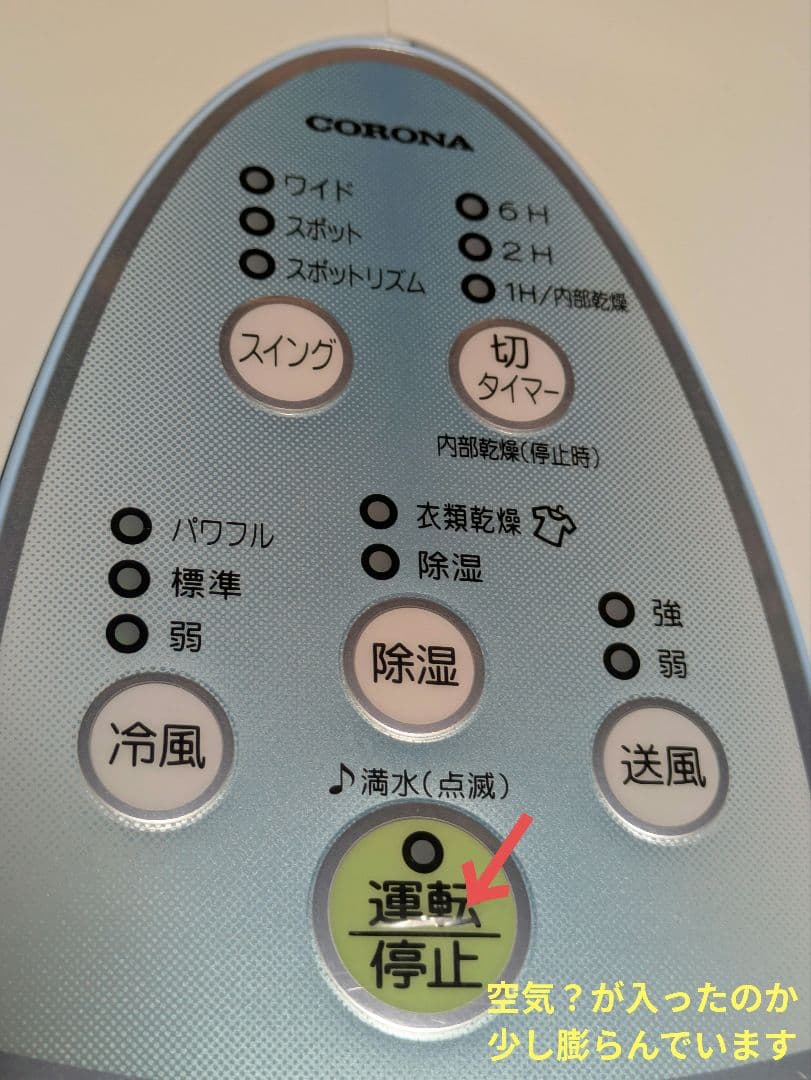 CORONA
ワイド
スポット
スポットリズム
スイング
6H
2H
1H/内部乾燥
切
タイマー
内部乾燥(停止時)
パワフル
標準
弱
冷風
衣類乾燥
除湿
除湿
強
弱
送風
♪満水(点滅)
運転
停止
空気?が入ったのか
少し膨らんでいます